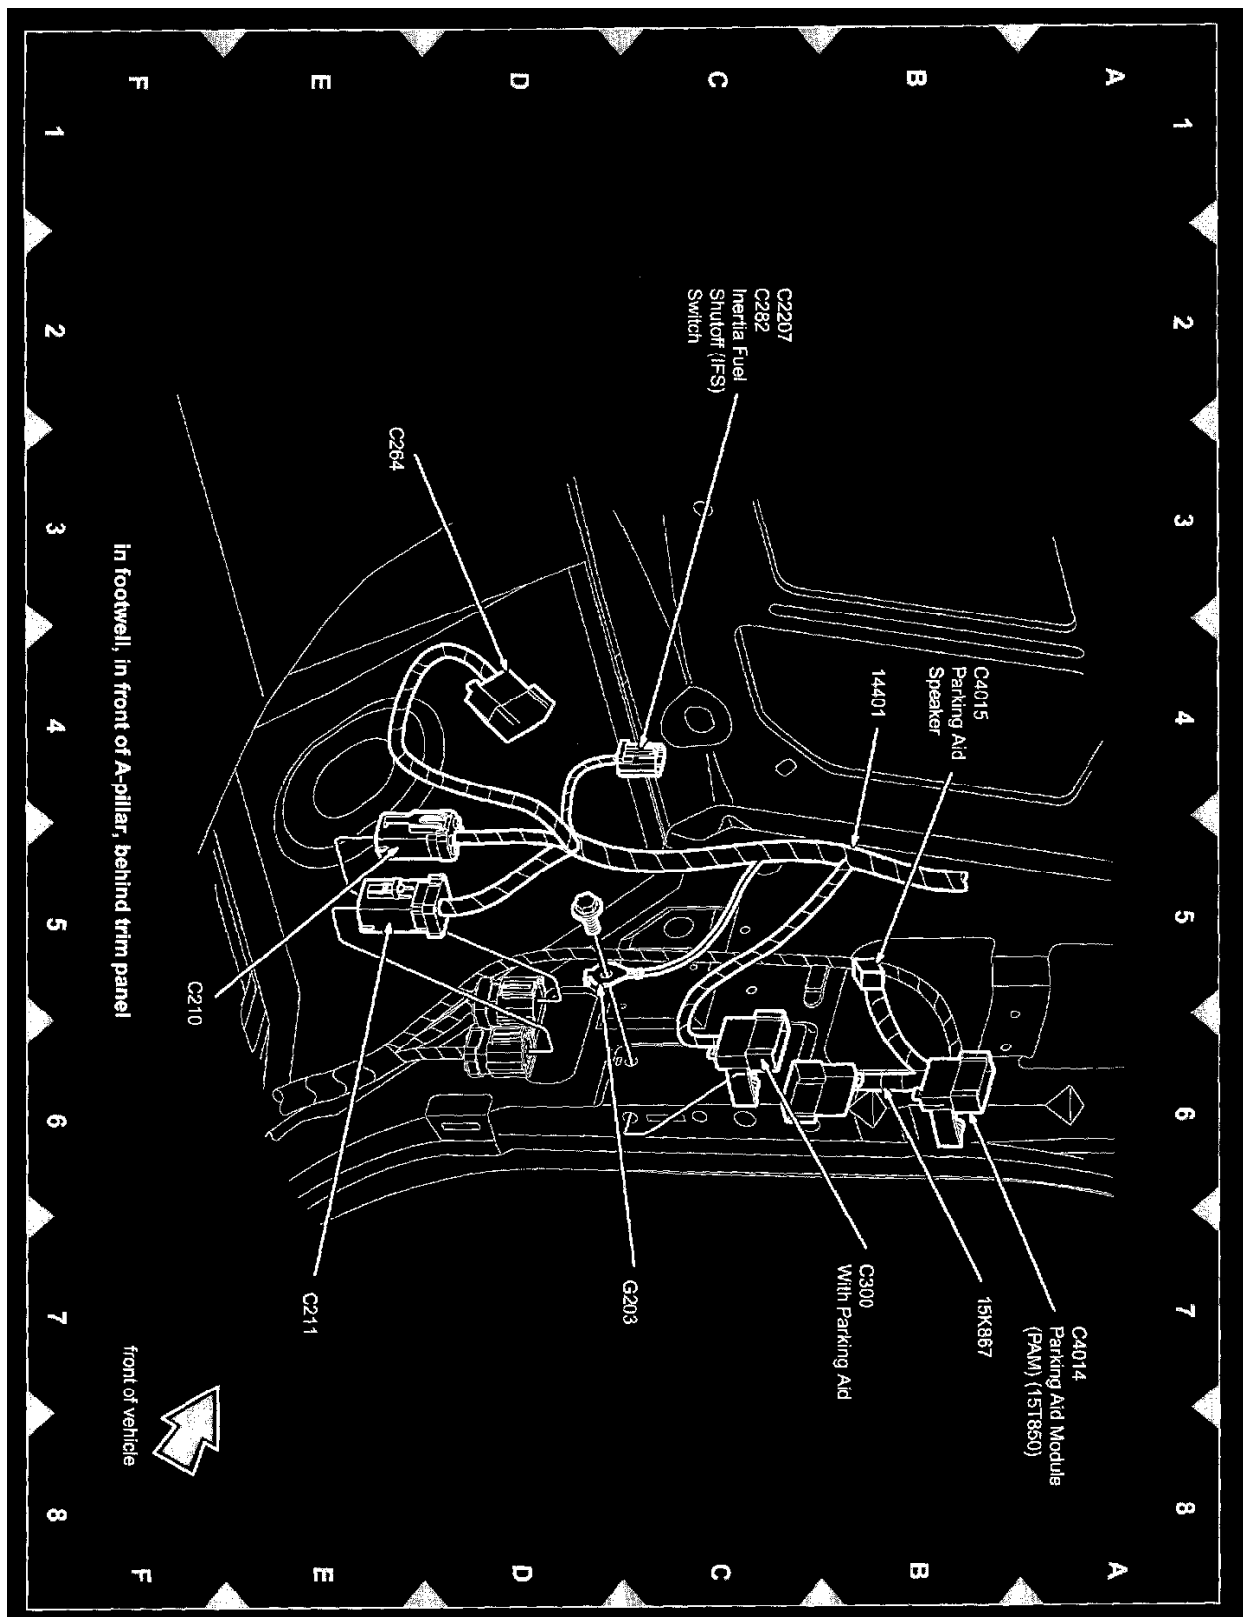 A
B
C
D
E
F
1
2
3
4
5
6
7
8
C2207
C282
Inertia Fuel
Shutoff (IFS)
Switch
C264
C4015
Parking Aid
Speaker
14401
C4014
Parking Aid Module
(PAM) (15T850)
15K867
C300
With Parking Aid
G203
C211
C210
in footwell, in front of A-pillar, behind trim panel
front of vehicle
1
2
3
4
5
6
7
8
A
B
C
D
E
F